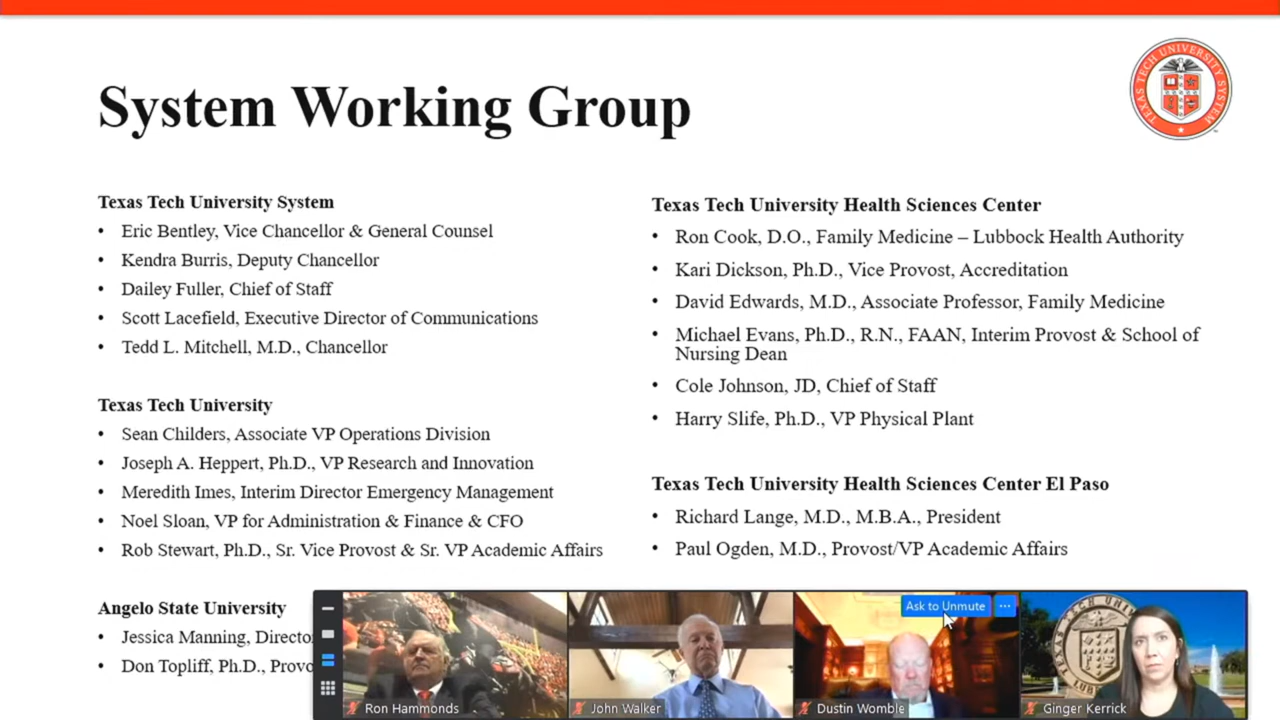 System Working Group
TEXAS TECH UNIVERSITY SYSTEM
Texas Tech University System
• Eric Bentley, Vice Chancellor & General Counsel
• Kendra Burris, Deputy Chancellor
• Dailey Fuller, Chief of Staff
• Scott Lacefield, Executive Director of Communications
• Tedd L. Mitchell, M.D., Chancellor
Texas Tech University
• Sean Childers, Associate VP Operations Division
• Joseph A. Heppert, Ph.D., VP Research and Innovation
• Meredith Imes, Interim Director Emergency Management
• Noel Sloan, VP for Administration & Finance & CFO
• Rob Stewart, Ph.D., Sr. Vice Provost & Sr. VP Academic Affairs
Angelo State University
• Jessica Manning, Directo
• Don Topliff, Ph.D., Provo
Texas Tech University Health Sciences Center
• Ron Cook, D.O., Family Medicine – Lubbock Health Authority
• Kari Dickson, Ph.D., Vice Provost, Accreditation
• David Edwards, M.D., Associate Professor, Family Medicine
• Michael Evans, Ph.D., R.N., FAAN, Interim Provost & School of
Nursing Dean
• Cole Johnson, JD, Chief of Staff
• Harry Slife, Ph.D., VP Physical Plant
Texas Tech University Health Sciences Center El Paso
• Richard Lange, M.D., M.B.A., President
• Paul Ogden, M.D., Provost/VP Academic Affairs
Ask to Unmute
Ron Hammonds
John Walker
Dustin Womble
Ginger Kerrick